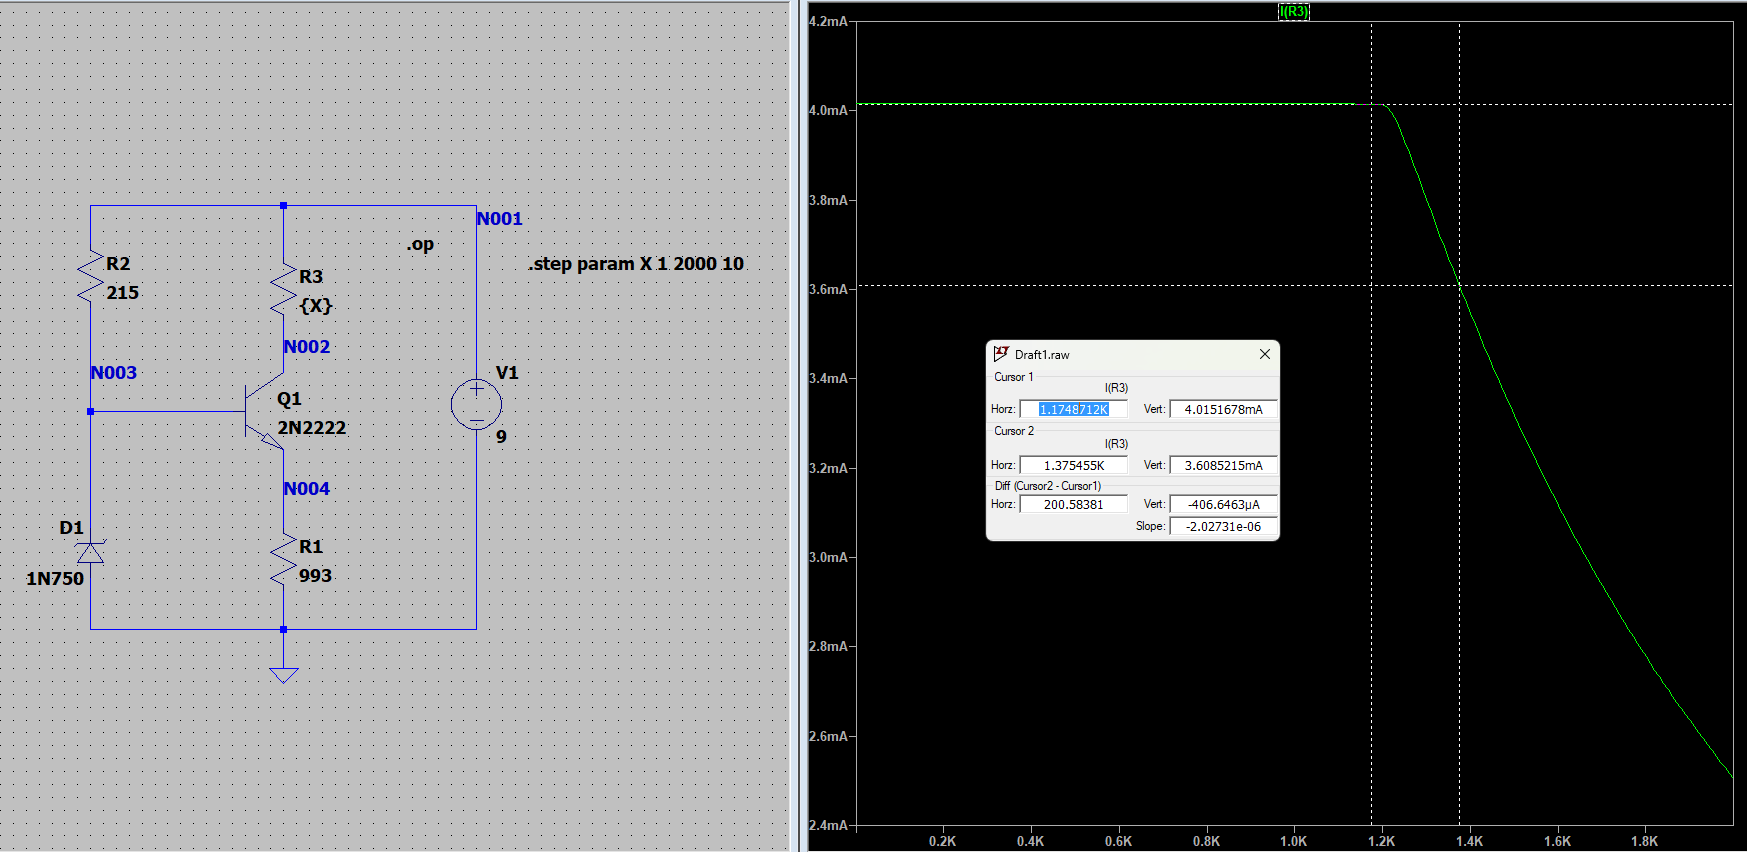 N001
.op
R2
215
R3
{X}
.step param X 1 2000 10
N002
N003
V1
9
Q1
2N2222
N004
D1
1N750
R1
993
I(R3)
4.2mA
4.0mA
3.8mA
3.6mA
3.4mA
3.2mA
3.0mA
2.8mA
2.6mA
2.4mA
0.2K 0.4K 0.6K 0.8K 1.0K 1.2K 1.4K 1.6K 1.8K
Draft1.raw
Cursor 1
I(R3)
Horz: 1.1748712K Vert: 4.0151678mA
Cursor 2
I(R3)
Horz: 1.375455K Vert: 3.6085215mA
Diff (Cursor2 - Cursor1)
Horz: 200.58381 Vert: -406.6463µA
Slope: -2.02731e-06